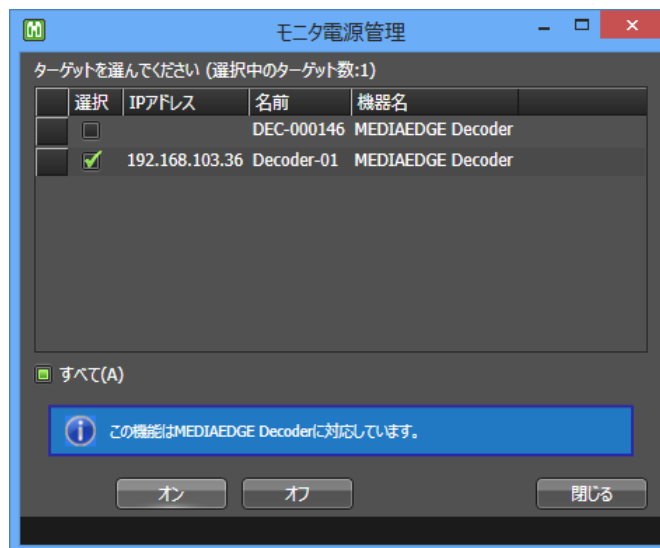 モニタ電源管理
ターゲットを選んでください (選択中のターゲット数:1)
選択 IPアドレス 名前 機器名
DEC-000146 MEDIAEDGE Decoder
192.168.103.36 Decoder-01 MEDIAEDGE Decoder
すべて(A)
この機能はMEDIAEDGE Decoderに対応しています。
オン オフ 閉じる